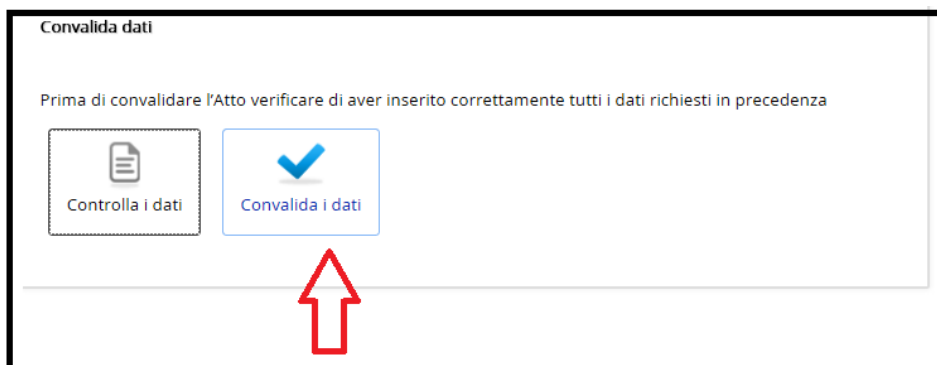 Convalida dati
Prima di convalidare l'Atto verificare di aver inserito correttamente tutti i dati richiesti in precedenza
Controlla i dati
Convalida i dati